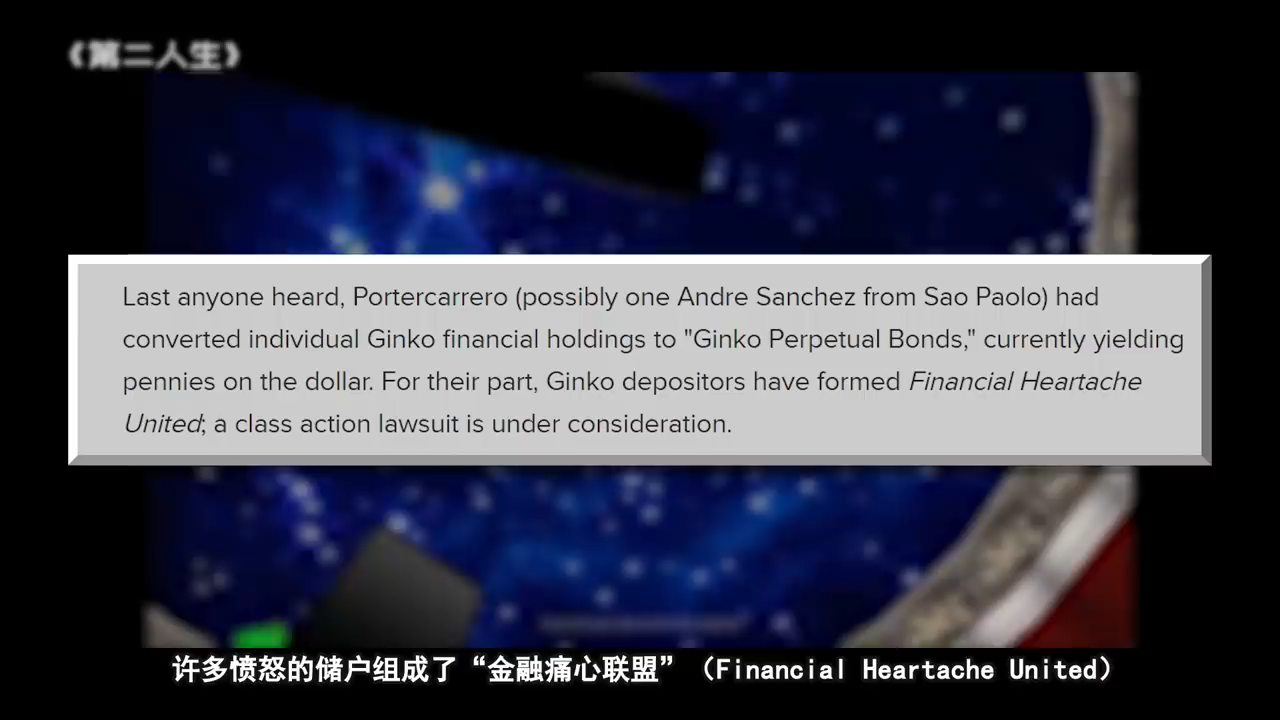 《第二人生》
Last anyone heard, Portercarrero (possibly one Andre Sanchez from Sao Paolo) had
converted individual Ginko financial holdings to "Ginko Perpetual Bonds," currently yielding
pennies on the dollar. For their part, Ginko depositors have formed Financial Heartache
United; a class action lawsuit is under consideration.
许多愤怒的储户组成了“金融痛心联盟”（Financial Heartache United）